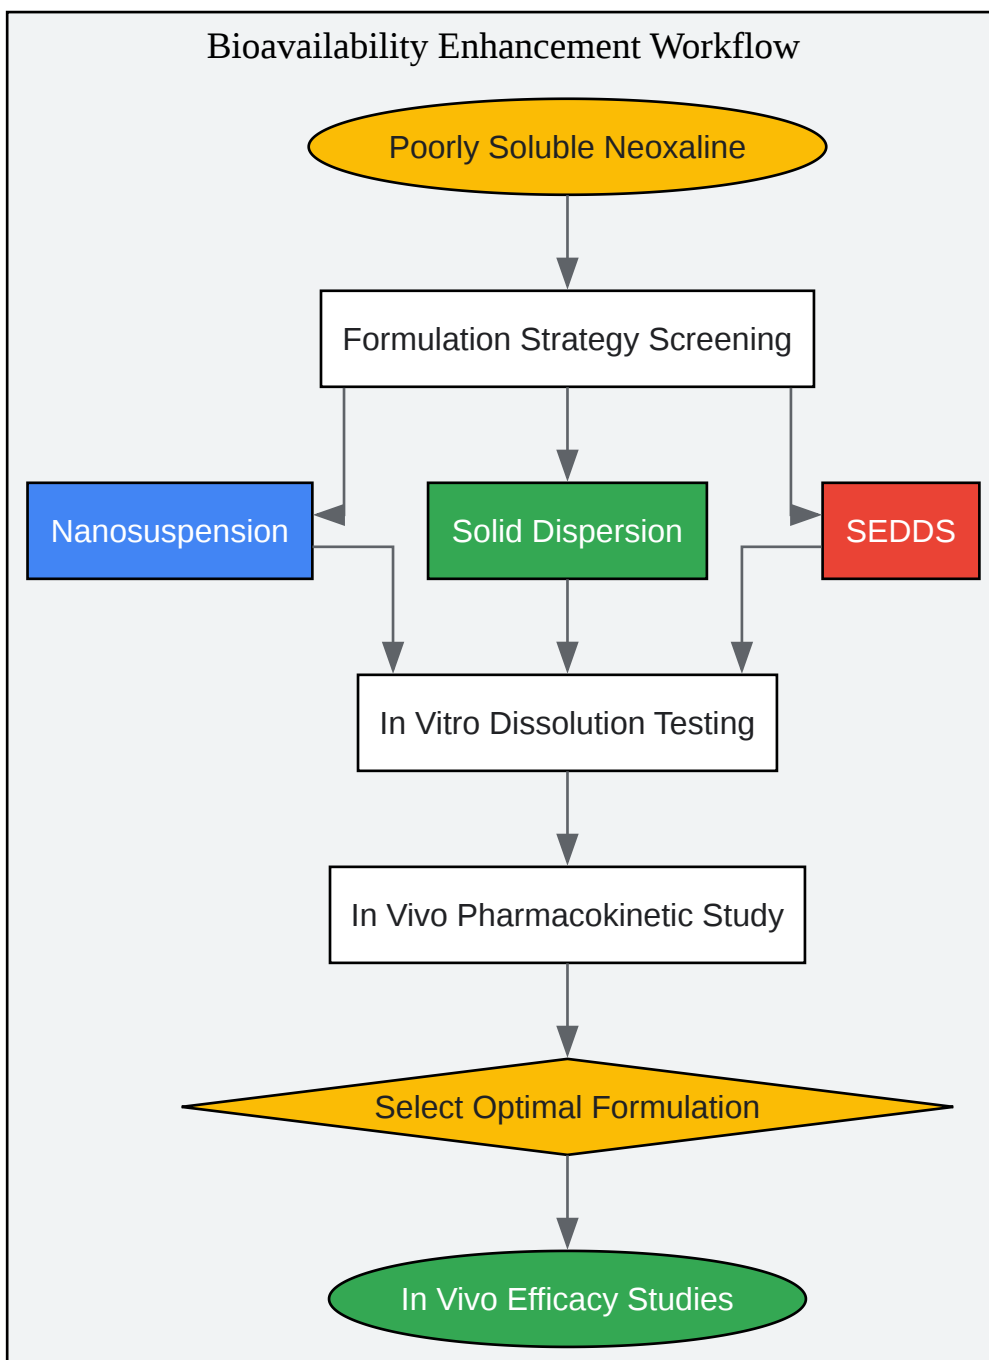 Bioavailability Enhancement Workflow
Poorly Soluble Neoxaline
Formulation Strategy Screening
Nanosuspension
Solid Dispersion
SEDDS
In Vitro Dissolution Testing
In Vivo Pharmacokinetic Study
Select Optimal Formulation
In Vivo Efficacy Studies